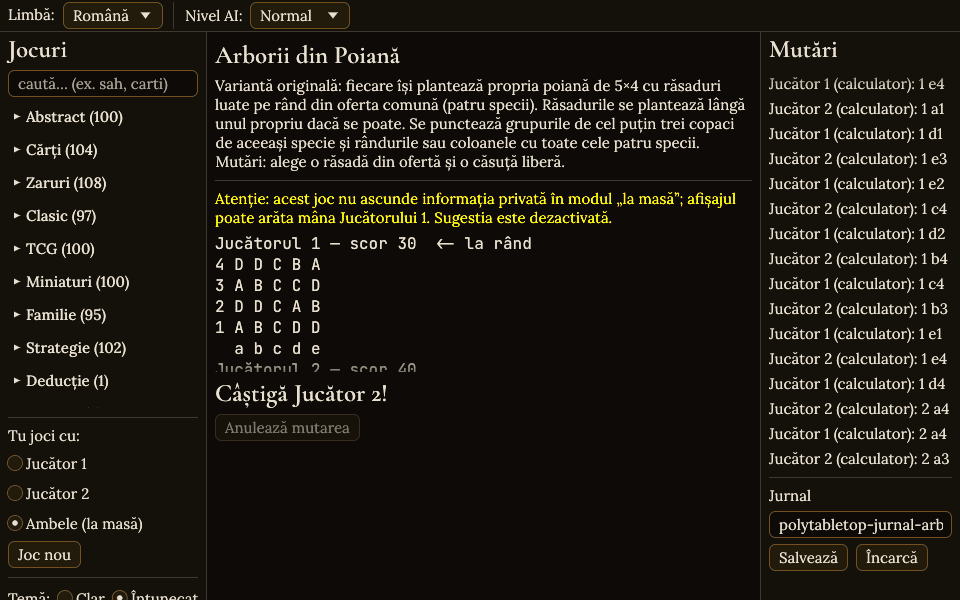 Limbă: Română ▼ Nivel AI: Normal ▼
Jocuri
caută... (ex. sah, carti)
▸ Abstract (100)
▸ Cărți (104)
▸ Zaruri (108)
▸ Clasic (97)
▸ TCG (100)
▸ Miniaturi (100)
▸ Familie (95)
▸ Strategie (102)
▸ Deducție (1)
Tu joci cu:
Jucător 1
Jucător 2
Ambele (la masă)
Joc nou
Temă: Clar Întunecat
Arborii din Poiană
Variantă originală: fiecare își plantează propria poiană de 5×4 cu răsaduri
luate pe rând din oferta comună (patru specii). Răsadurile se plantează lângă
unul propriu dacă se poate. Se punctează grupurile de cel puțin trei copaci
de aceeași specie și rândurile sau coloanele cu toate cele patru specii.
Mutări: alege o răsadă din ofertă și o căsuță liberă.
Atenție: acest joc nu ascunde informația privată în modul „la masă”; afișajul
poate arăta mâna Jucătorului 1. Sugestia este dezactivată.
Jucătorul 1 — scor 30 ← la rând
4 D D C B A
3 A B C C D
2 D D C A B
1 A B C D D
a b c d e
Jucătorul 2 — scor 40
Câștigă Jucător 2!
Anulează mutarea
Mutări
Jucător 1 (calculator): 1 e4
Jucător 2 (calculator): 1 a1
Jucător 1 (calculator): 1 d1
Jucător 2 (calculator): 1 e3
Jucător 1 (calculator): 1 e2
Jucător 2 (calculator): 1 c4
Jucător 1 (calculator): 1 d2
Jucător 2 (calculator): 1 b4
Jucător 1 (calculator): 1 c4
Jucător 2 (calculator): 1 b3
Jucător 1 (calculator): 1 e1
Jucător 2 (calculator): 1 e4
Jucător 1 (calculator): 1 d4
Jucător 2 (calculator): 2 a4
Jucător 1 (calculator): 2 a4
Jucător 2 (calculator): 2 a3
Jurnal
polytabletop-jurnal-arb
Salvează Încarcă